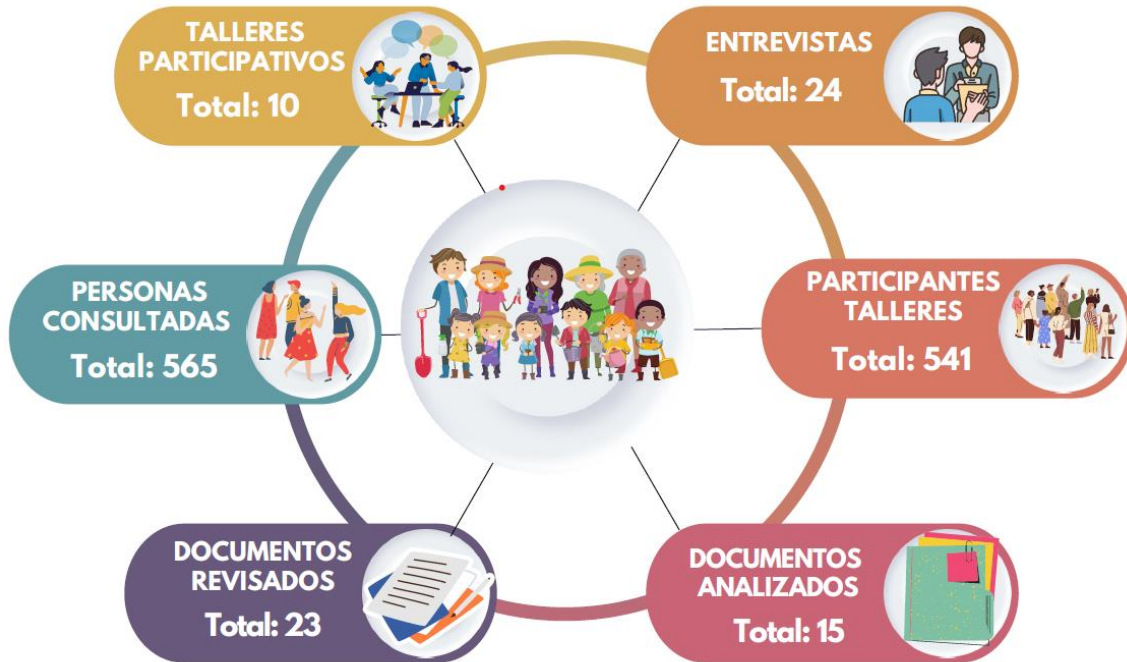 TALLERES
PARTICIPATIVOS
Total: 10
ENTREVISTAS
Total: 24
PERSONAS
CONSULTADAS
Total: 565
PARTICIPANTES
TALLERES
Total: 541
DOCUMENTOS
REVISADOS
Total: 23
DOCUMENTOS
ANALIZADOS
Total: 15